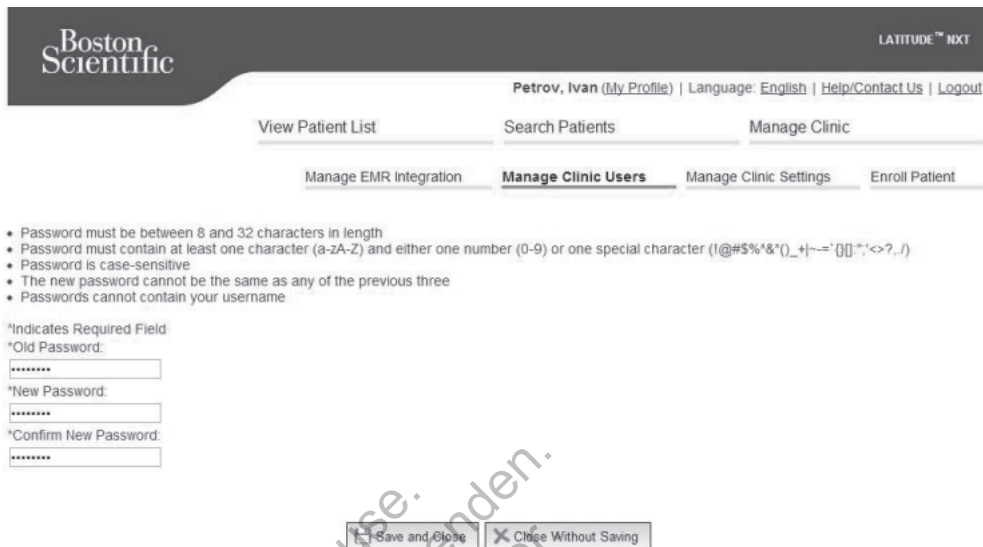 Boston
Scientific
LATITUDE™ NXT
Petrov, Ivan (My Profile) | Language: English | Help/Contact Us | Logout
View Patient List Search Patients Manage Clinic
Manage EMR Integration Manage Clinic Users Manage Clinic Settings Enroll Patient
• Password must be between 8 and 32 characters in length
• Password must contain at least one character (a-zA-Z) and either one number (0-9) or one special character (!@#$%^&*()_+|~-=`{}[]:";'<>?,./)
• Password is case-sensitive
• The new password cannot be the same as any of the previous three
• Passwords cannot contain your username
*Indicates Required Field
*Old Password:
••••••••
*New Password:
••••••••
*Confirm New Password:
••••••••
Save and Close Close Without Saving